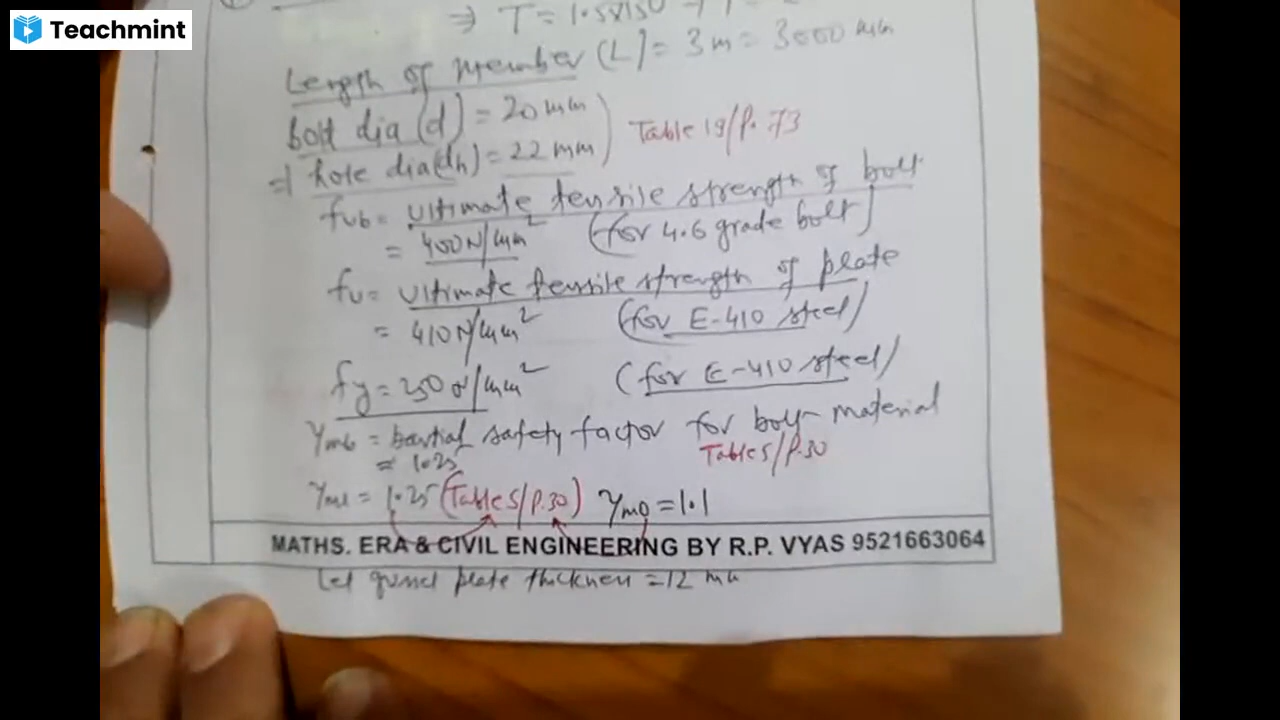 Teachmint
⇒ T = 1.5×150
Length of member (L) = 3m = 3000 mm
bolt dia (d) = 20 mm
Table 19/P. 73
⇒ hole dia(dh) = 22 mm
fub = ultimate tensile strength of bolt
= 400 N/mm² (for 4.6 grade bolt)
fu = ultimate tensile strength of plate
= 410 N/mm² (for E-410 steel)
fy = 250 N/mm² (for E-410 steel)
γmb = partial safety factor for bolt material
= 1.25 Table 5/P.30
γm1 = 1.25 (Table 5/P.30) γm0 = 1.1
MATHS. ERA & CIVIL ENGINEERING BY R.P. VYAS 9521663064
Let gusset plate thickness = 12 mm